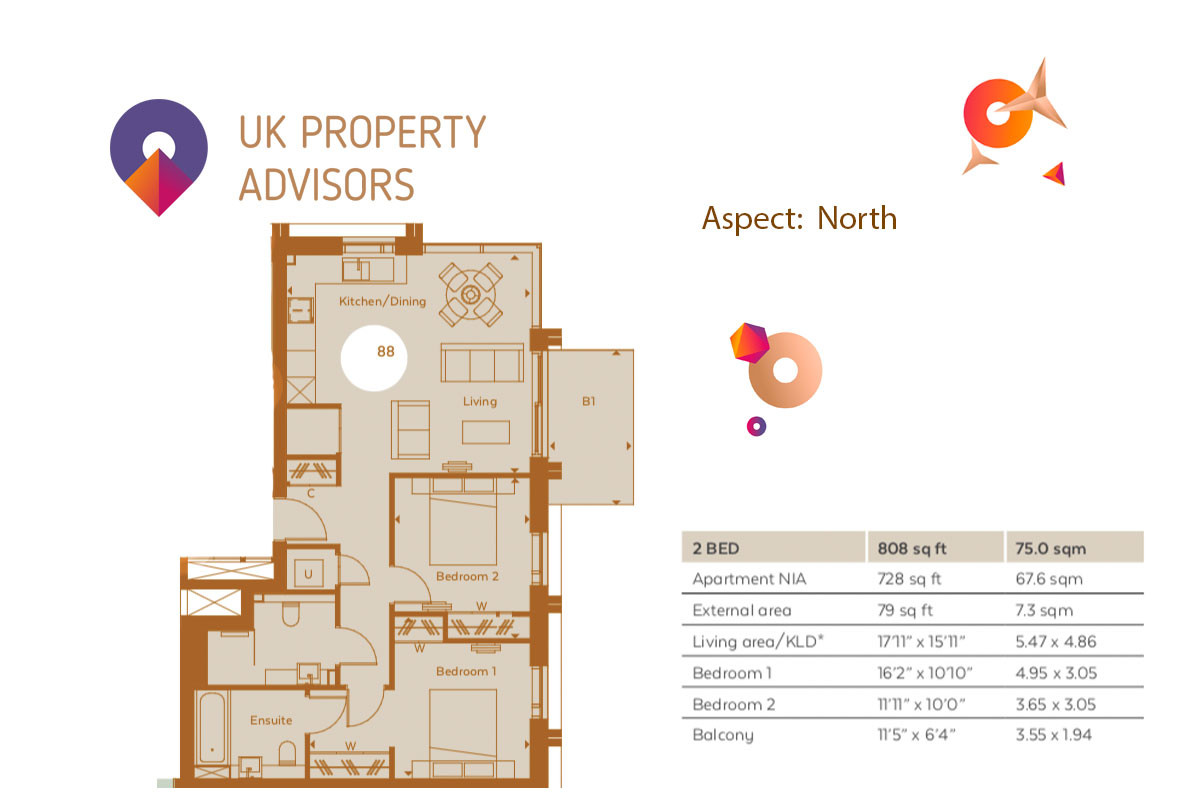 UK PROPERTY
ADVISORS
Aspect: North
Kitchen/Dining
88
Living
B1
C
U
Bedroom 2
W
W
Bedroom 1
Ensuite
W
2 BED 808 sq ft 75.0 sqm
Apartment NIA 728 sq ft 67.6 sqm
External area 79 sq ft 7.3 sqm
Living area/KLD* 17'11” x 15'11” 5.47 x 4.86
Bedroom 1 16'2” x 10'10” 4.95 x 3.05
Bedroom 2 11'11” x 10'0” 3.65 x 3.05
Balcony 11'5” x 6'4” 3.55 x 1.94